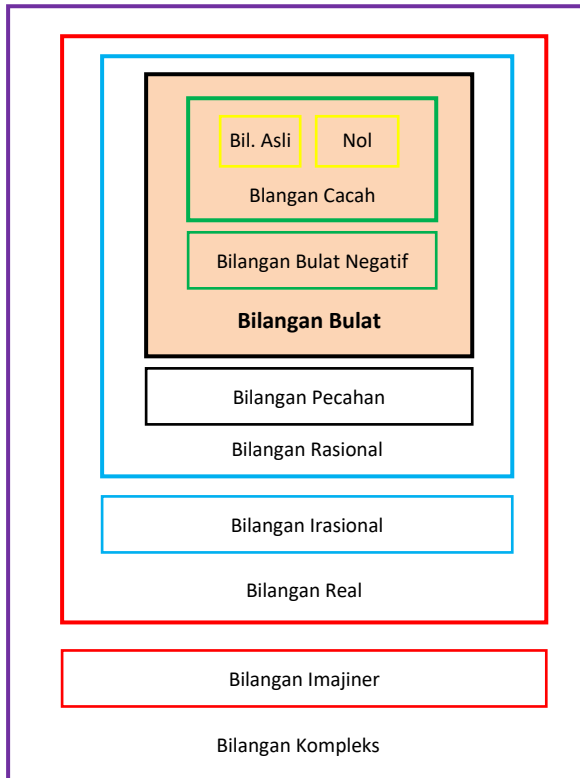 Bil. Asli
Nol
Blangan Cacah
Bilangan Bulat Negatif
Bilangan Bulat
Bilangan Pecahan
Bilangan Rasional
Bilangan Irasional
Bilangan Real
Bilangan Imajiner
Bilangan Kompleks